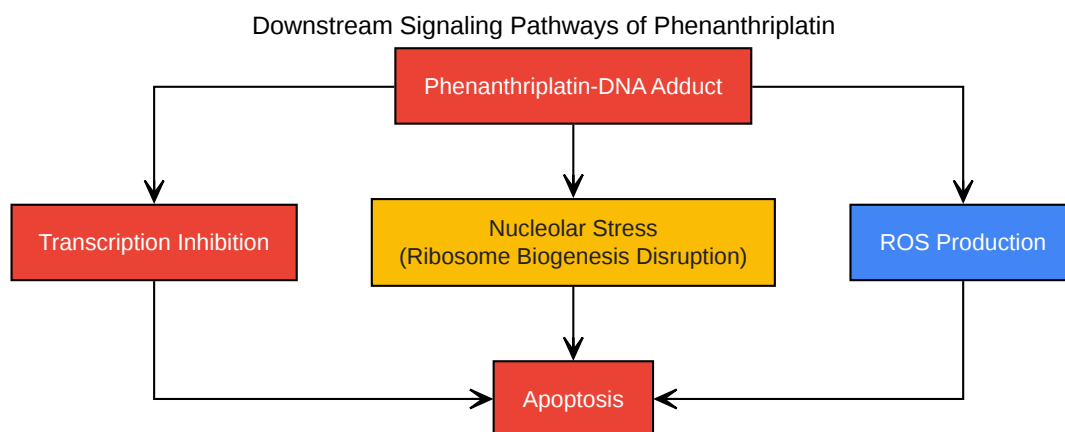 Downstream Signaling Pathways of Phenanthriplatin
Phenanthriplatin-DNA Adduct
Transcription Inhibition
Nucleolar Stress
(Ribosome Biogenesis Disruption)
ROS Production
Apoptosis